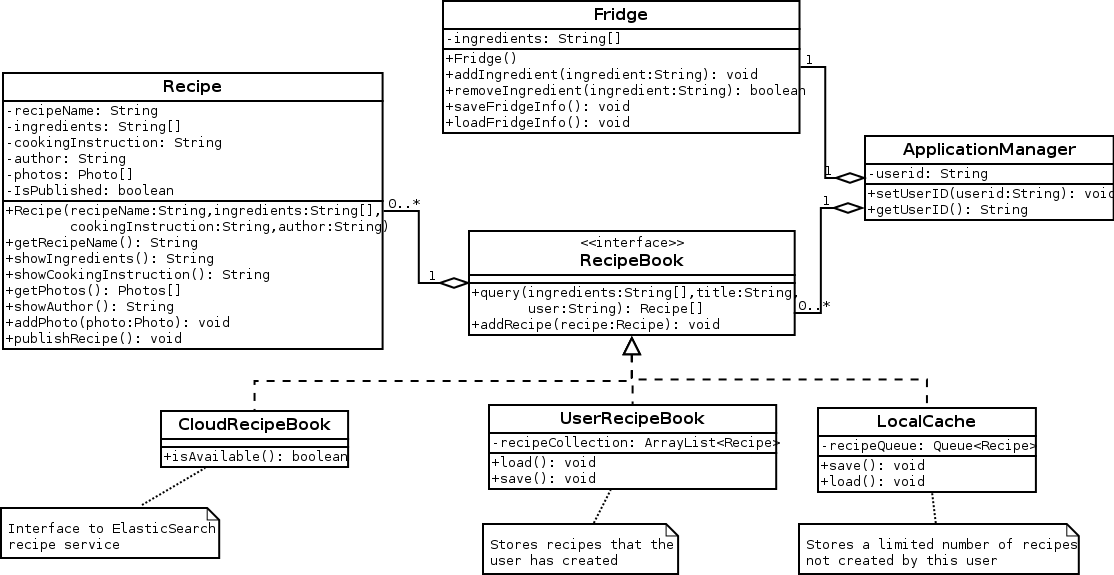 Fridge
-ingredients: String[]
+Fridge()
+addIngredient(ingredient:String): void
+removeIngredient(ingredient:String): boolean
+saveFridgeInfo(): void
+loadFridgeInfo(): void
1
1
Recipe
-recipeName: String
-ingredients: String[]
-cookingInstruction: String
-author: String
-photos: Photo[]
-IsPublished: boolean
+Recipe(recipeName:String,ingredients:String[],
cookingInstruction:String,author:String)
+getRecipeName(): String
+showIngredients(): String
+showCookingInstruction(): String
+getPhotos(): Photos[]
+showAuthor(): String
+addPhoto(photo:Photo): void
+publishRecipe(): void
0..*
1
ApplicationManager
-userid: String
+setUserID(userid:String): void
+getUserID(): String
1
0..*
<<interface>>
RecipeBook
+query(ingredients:String[],title:String,
user:String): Recipe[]
+addRecipe(recipe:Recipe): void
CloudRecipeBook
+isAvailable(): boolean
UserRecipeBook
-recipeCollection: ArrayList<Recipe>
+load(): void
+save(): void
LocalCache
-recipeQueue: Queue<Recipe>
+save(): void
+load(): void
Interface to ElasticSearch
recipe service
Stores recipes that the
user has created
Stores a limited number of recipes
not created by this user